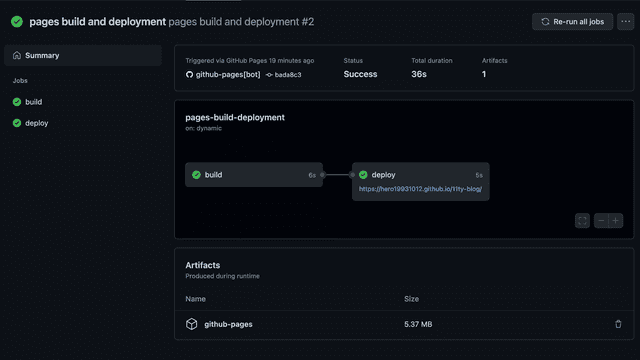 pages build and deployment pages build and deployment #2
Re-run all jobs
Summary
Jobs
build
deploy
Triggered via GitHub Pages 19 minutes ago
Status
Total duration
Artifacts
github-pages[bot]
bada8c3
Success
36s
1
pages-build-deployment
on: dynamic
build
6s
deploy
5s
https://hero19931012.github.io/11ty-blog/
Artifacts
Produced during runtime
Name
Size
github-pages
5.37 MB